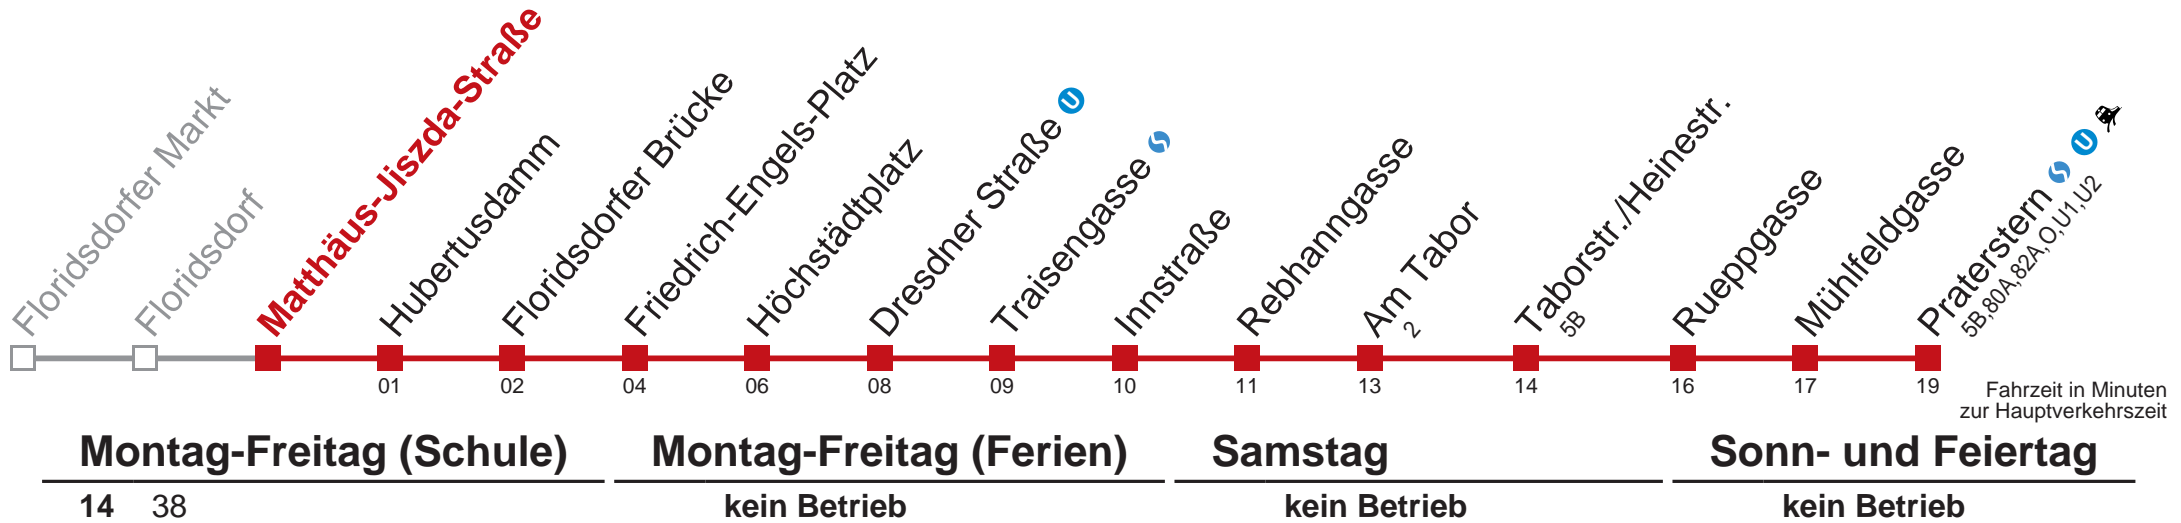 Floridsdorfer Markt
Floridsdorf
Matthäus-Jiszda-Straße
Hubertusdamm
Floridsdorfer Brücke
Friedrich-Engels-Platz
Höchstädtplatz
Dresdner Straße U
Traisengasse S
Innstraße
Rebhanngasse
Am Tabor
2
Taborstr./Heinestr.
5B
Rueppgasse
Mühlfeldgasse
Praterstern S U
5B,80A,82A,O,U1,U2
01 02 04 06 08 09 10 11 13 14 16 17 19
Fahrzeit in Minuten
zur Hauptverkehrszeit
Montag-Freitag (Schule) Montag-Freitag (Ferien) Samstag Sonn- und Feiertag
14 38 kein Betrieb kein Betrieb kein Betrieb